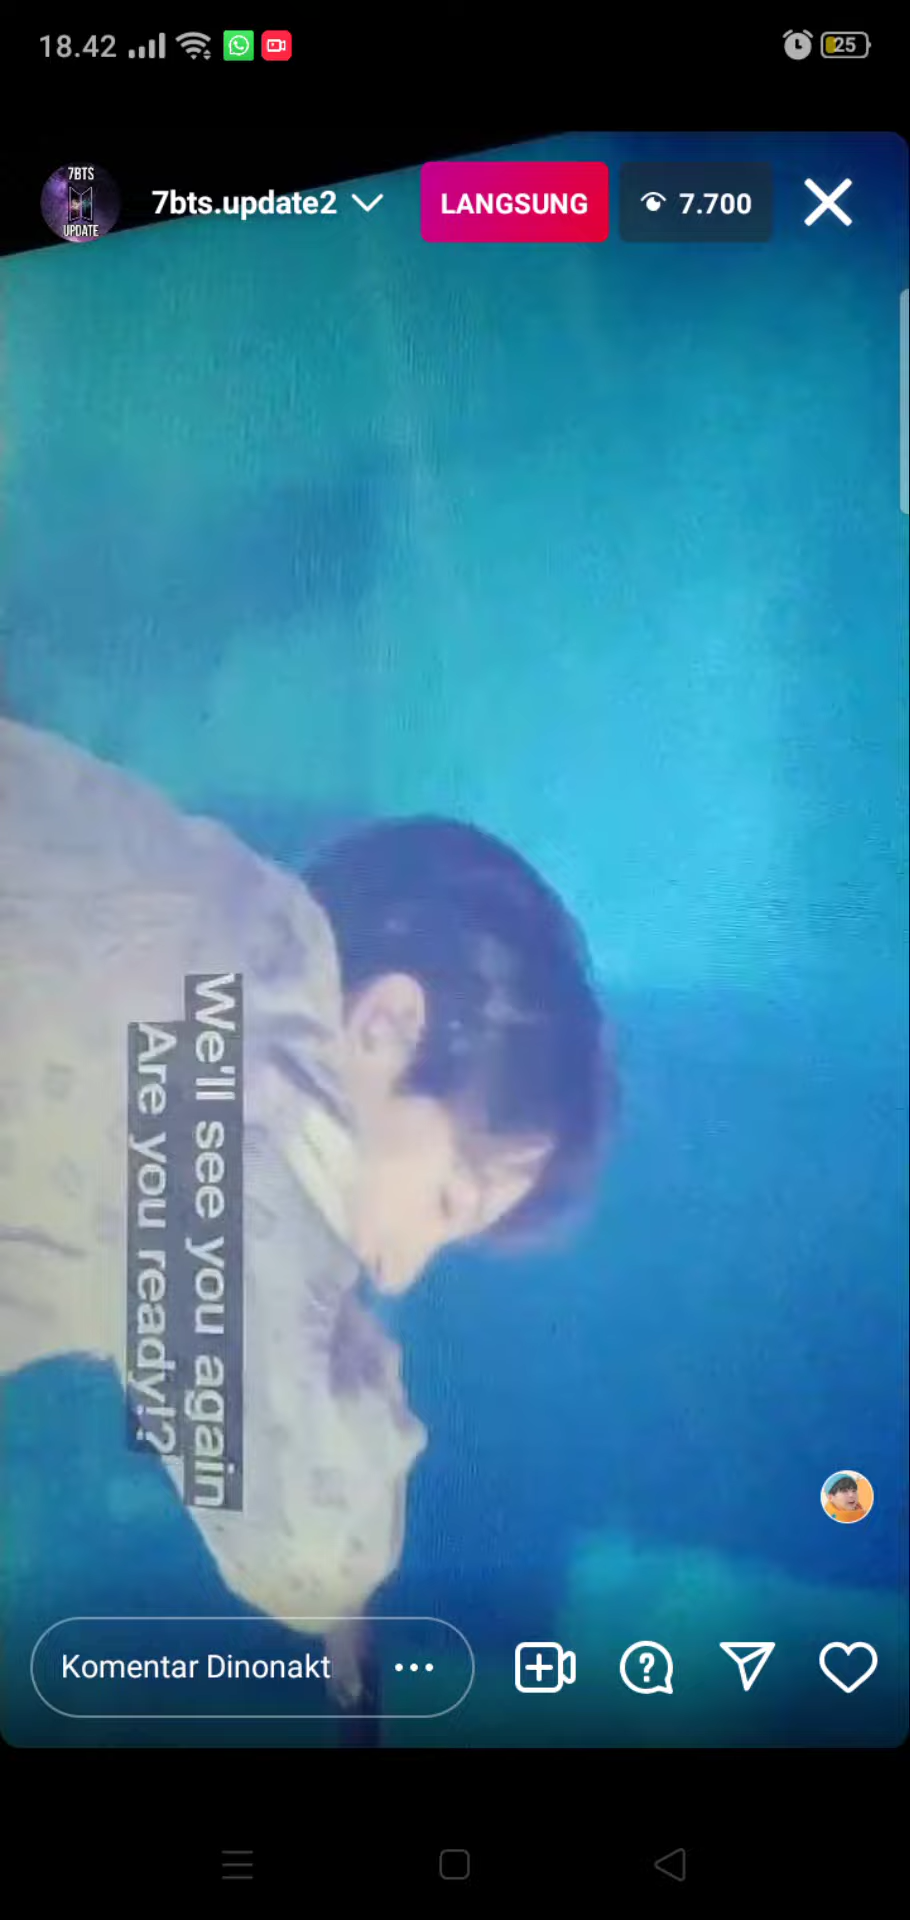 18.42
25
7BTS
UPDATE
7bts.update2
LANGSUNG
7.700
We'll see you again
Are you ready!?
Komentar Dinonakt